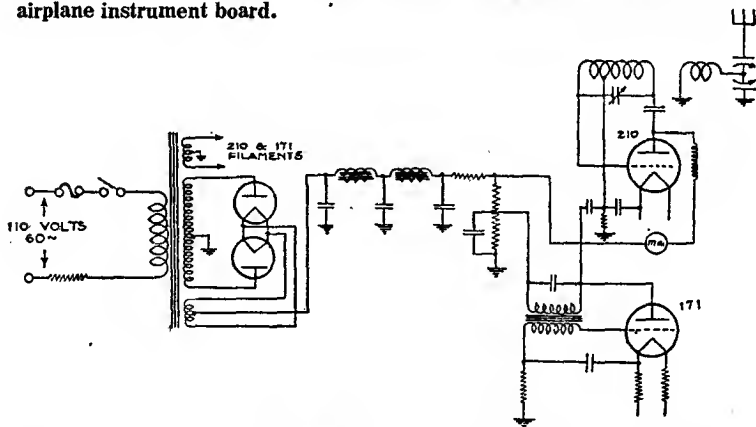 airplane instrument board.
210 & 171
FILAMENTS
110 VOLTS
60~
210
ma
171